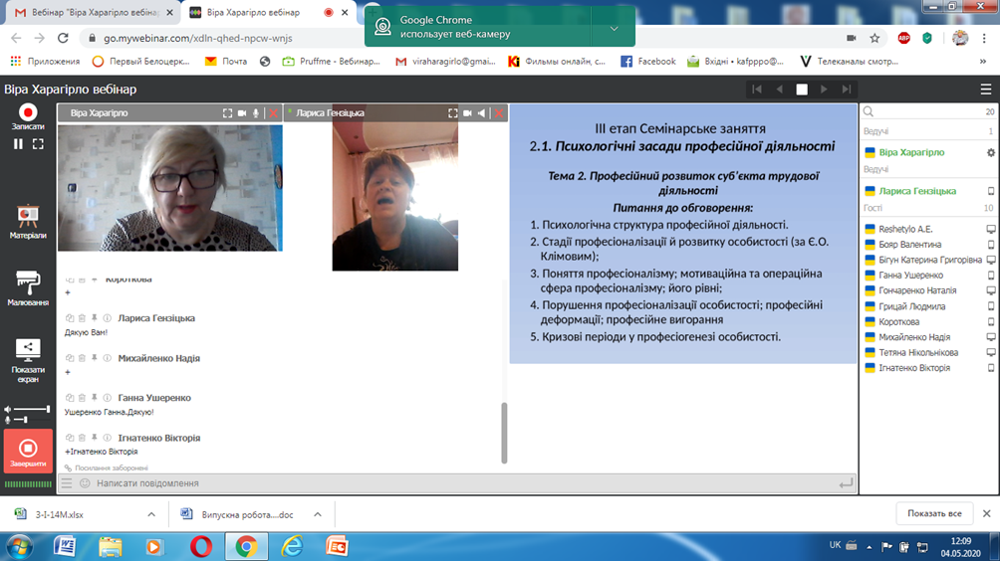 Вебінар "Віра Харагірло вебінар
Віра Харагірло вебінар
Google Chrome
использует веб-камеру
go.mywebinar.com/xdln-qhed-npcw-wnjs
ABP
Приложения
Первый Белоцерк...
Почта
Pruffme - Вебинар...
viraharagirlo@gmai...
Фильмы онлайн, с...
Facebook
Вхідні • kafpppo@...
Телеканалы смотр...
»
Віра Харагірло вебінар
Записати
Матеріали
Малювання
Показати
екран
Завершити
Віра Харагірло
Лариса Гензіцька
Короткова
+
Лариса Гензіцька
Дякую Вам!
Михайленко Надія
+
Ганна Ушеренко
Ушеренко Ганна.Дякую!
Ігнатенко Вікторія
+Ігнатенко Вікторія
Посилання заборонені
Написати повідомлення
ІІІ етап Семінарське заняття
2.1. Психологічні засади професійної діяльності
Тема 2. Професійний розвиток суб'єкта трудової
діяльності
Питання до обговорення:
1. Психологічна структура професійної діяльності.
2. Стадії професіоналізації й розвитку особистості (за Є.О.
Клімовим);
3. Поняття професіоналізму; мотиваційна та операційна
сфера професіоналізму; його рівні;
4. Порушення професіоналізації особистості; професійні
деформації; професійне вигорання
5. Кризові періоди у професіогенезі особистості.
20
Ведучі 1
Віра Харагірло
Ведучі
Лариса Гензіцька
Гості 10
Reshetylo A.E.
Бояр Валентина
Бігун Катерина Григорівна
Ганна Ушеренко
Гончаренко Наталія
Грицай Людмила
Короткова
Михайленко Надія
Тетяна Нікольнікова
Ігнатенко Вікторія
3-І-14М.xlsx
Випускна робота....doc
Показать все
UK
12:09
04.05.2020